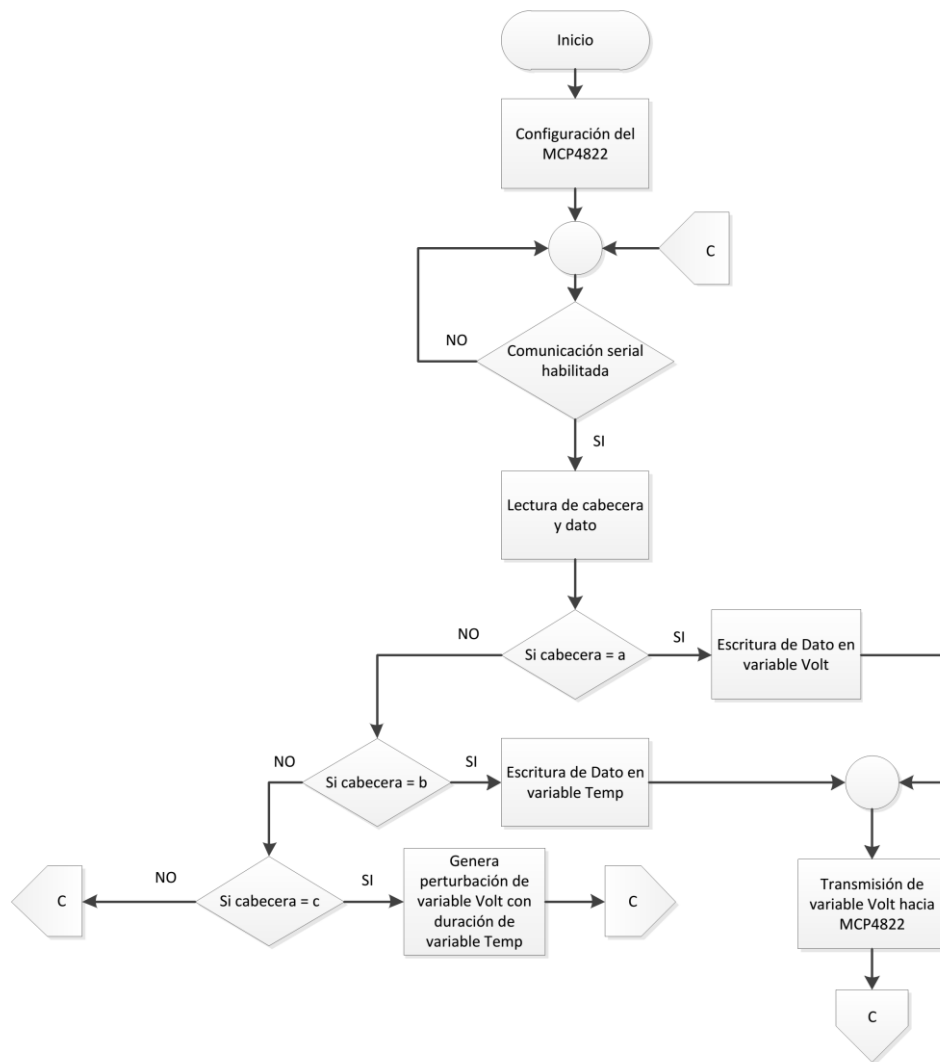 Inicio
Configuración del
MCP4822
C
NO
Comunicación serial
habilitada
SI
Lectura de cabecera
y dato
NO
Si cabecera = a
SI
Escritura de Dato en
variable Volt
NO
Si cabecera = b
SI
Escritura de Dato en
variable Temp
C
NO
Si cabecera = c
SI
Genera
perturbación de
variable Volt con
duración de
variable Temp
C
Transmisión de
variable Volt hacia
MCP4822
C